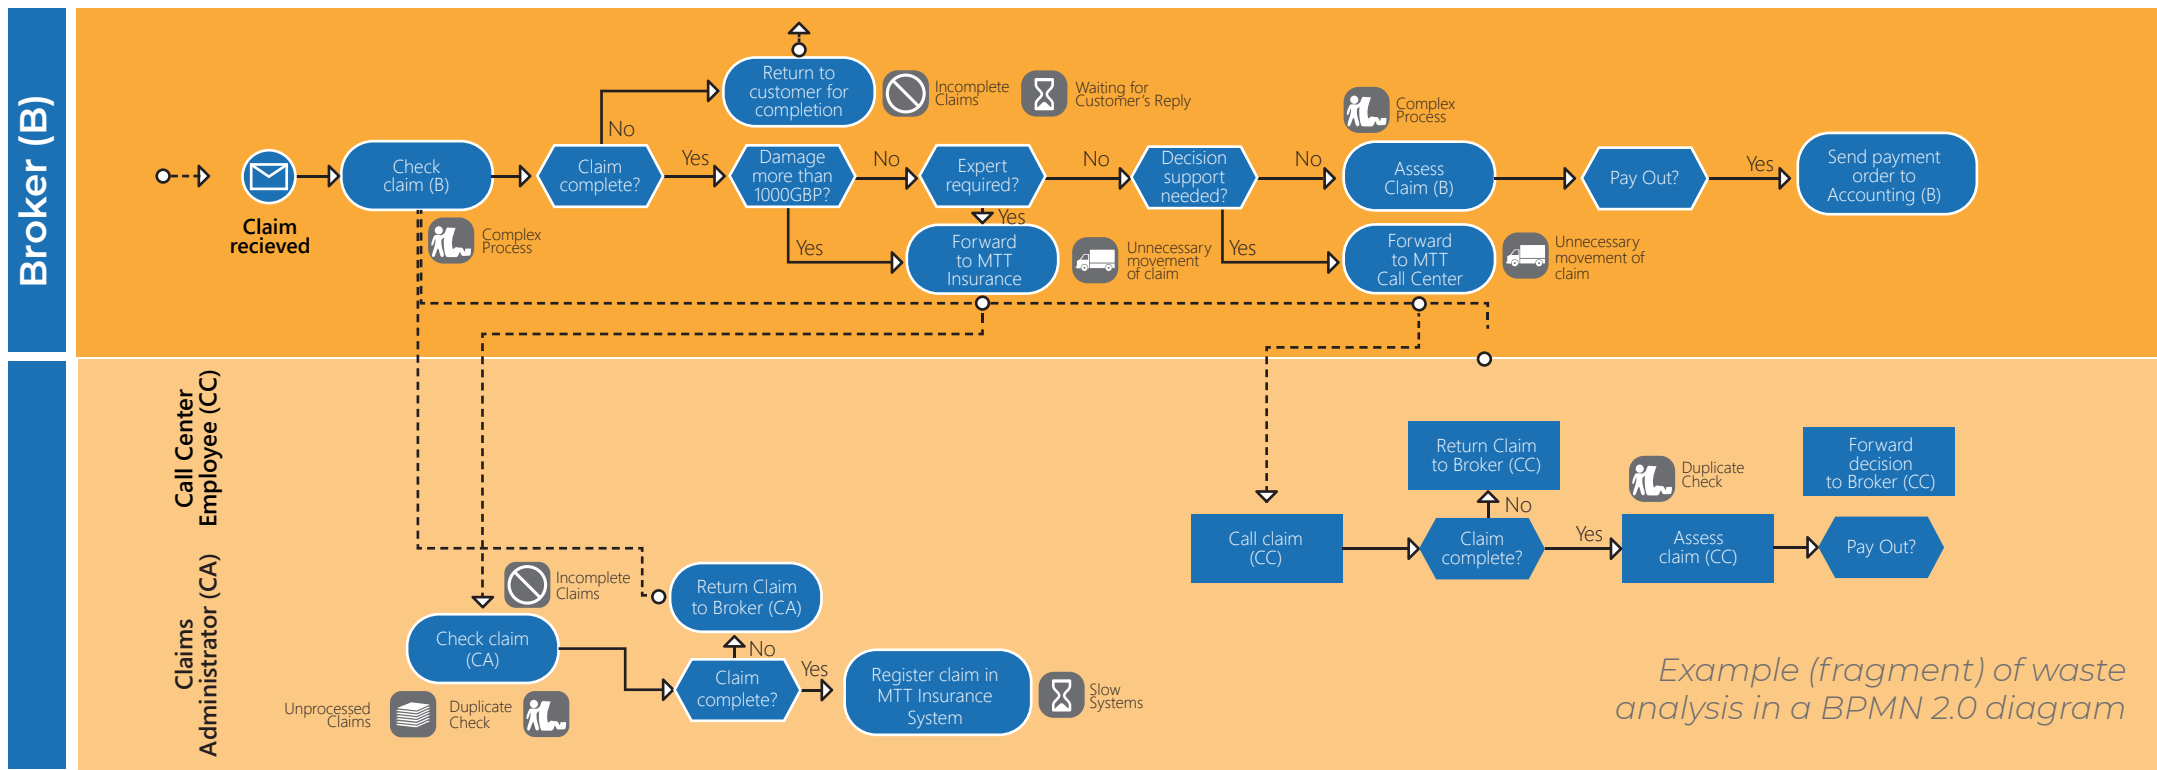 Broker (B)
Claim
recieved
Check
claim (B)
Complex
Process
Claim
complete?
No
Return to
customer for
completion
Incomplete
Claims
Waiting for
Customer's Reply
Yes
Damage
more than
1000GBP?
Yes
No
Expert
required?
Yes
Forward
to MTT
Insurance
Unnecessary
movement
of claim
No
Decision
support
needed?
Yes
Forward
to MTT
Call Center
Unnecessary
movement of
claim
No
Complex
Process
Assess
Claim (B)
Pay Out?
Yes
Send payment
order to
Accounting (B)
Call Center
Employee (CC)
Call claim
(CC)
Claim
complete?
No
Return Claim
to Broker (CC)
Yes
Duplicate
Check
Assess
claim (CC)
Pay Out?
Forward
decision
to Broker (CC)
Claims
Administrator (CA)
Incomplete
Claims
Check claim
(CA)
Unprocessed
Claims
Duplicate
Check
Claim
complete?
No
Return Claim
to Broker (CA)
Yes
Register claim in
MTT Insurance
System
Slow
Systems
Example (fragment) of waste
analysis in a BPMN 2.0 diagram